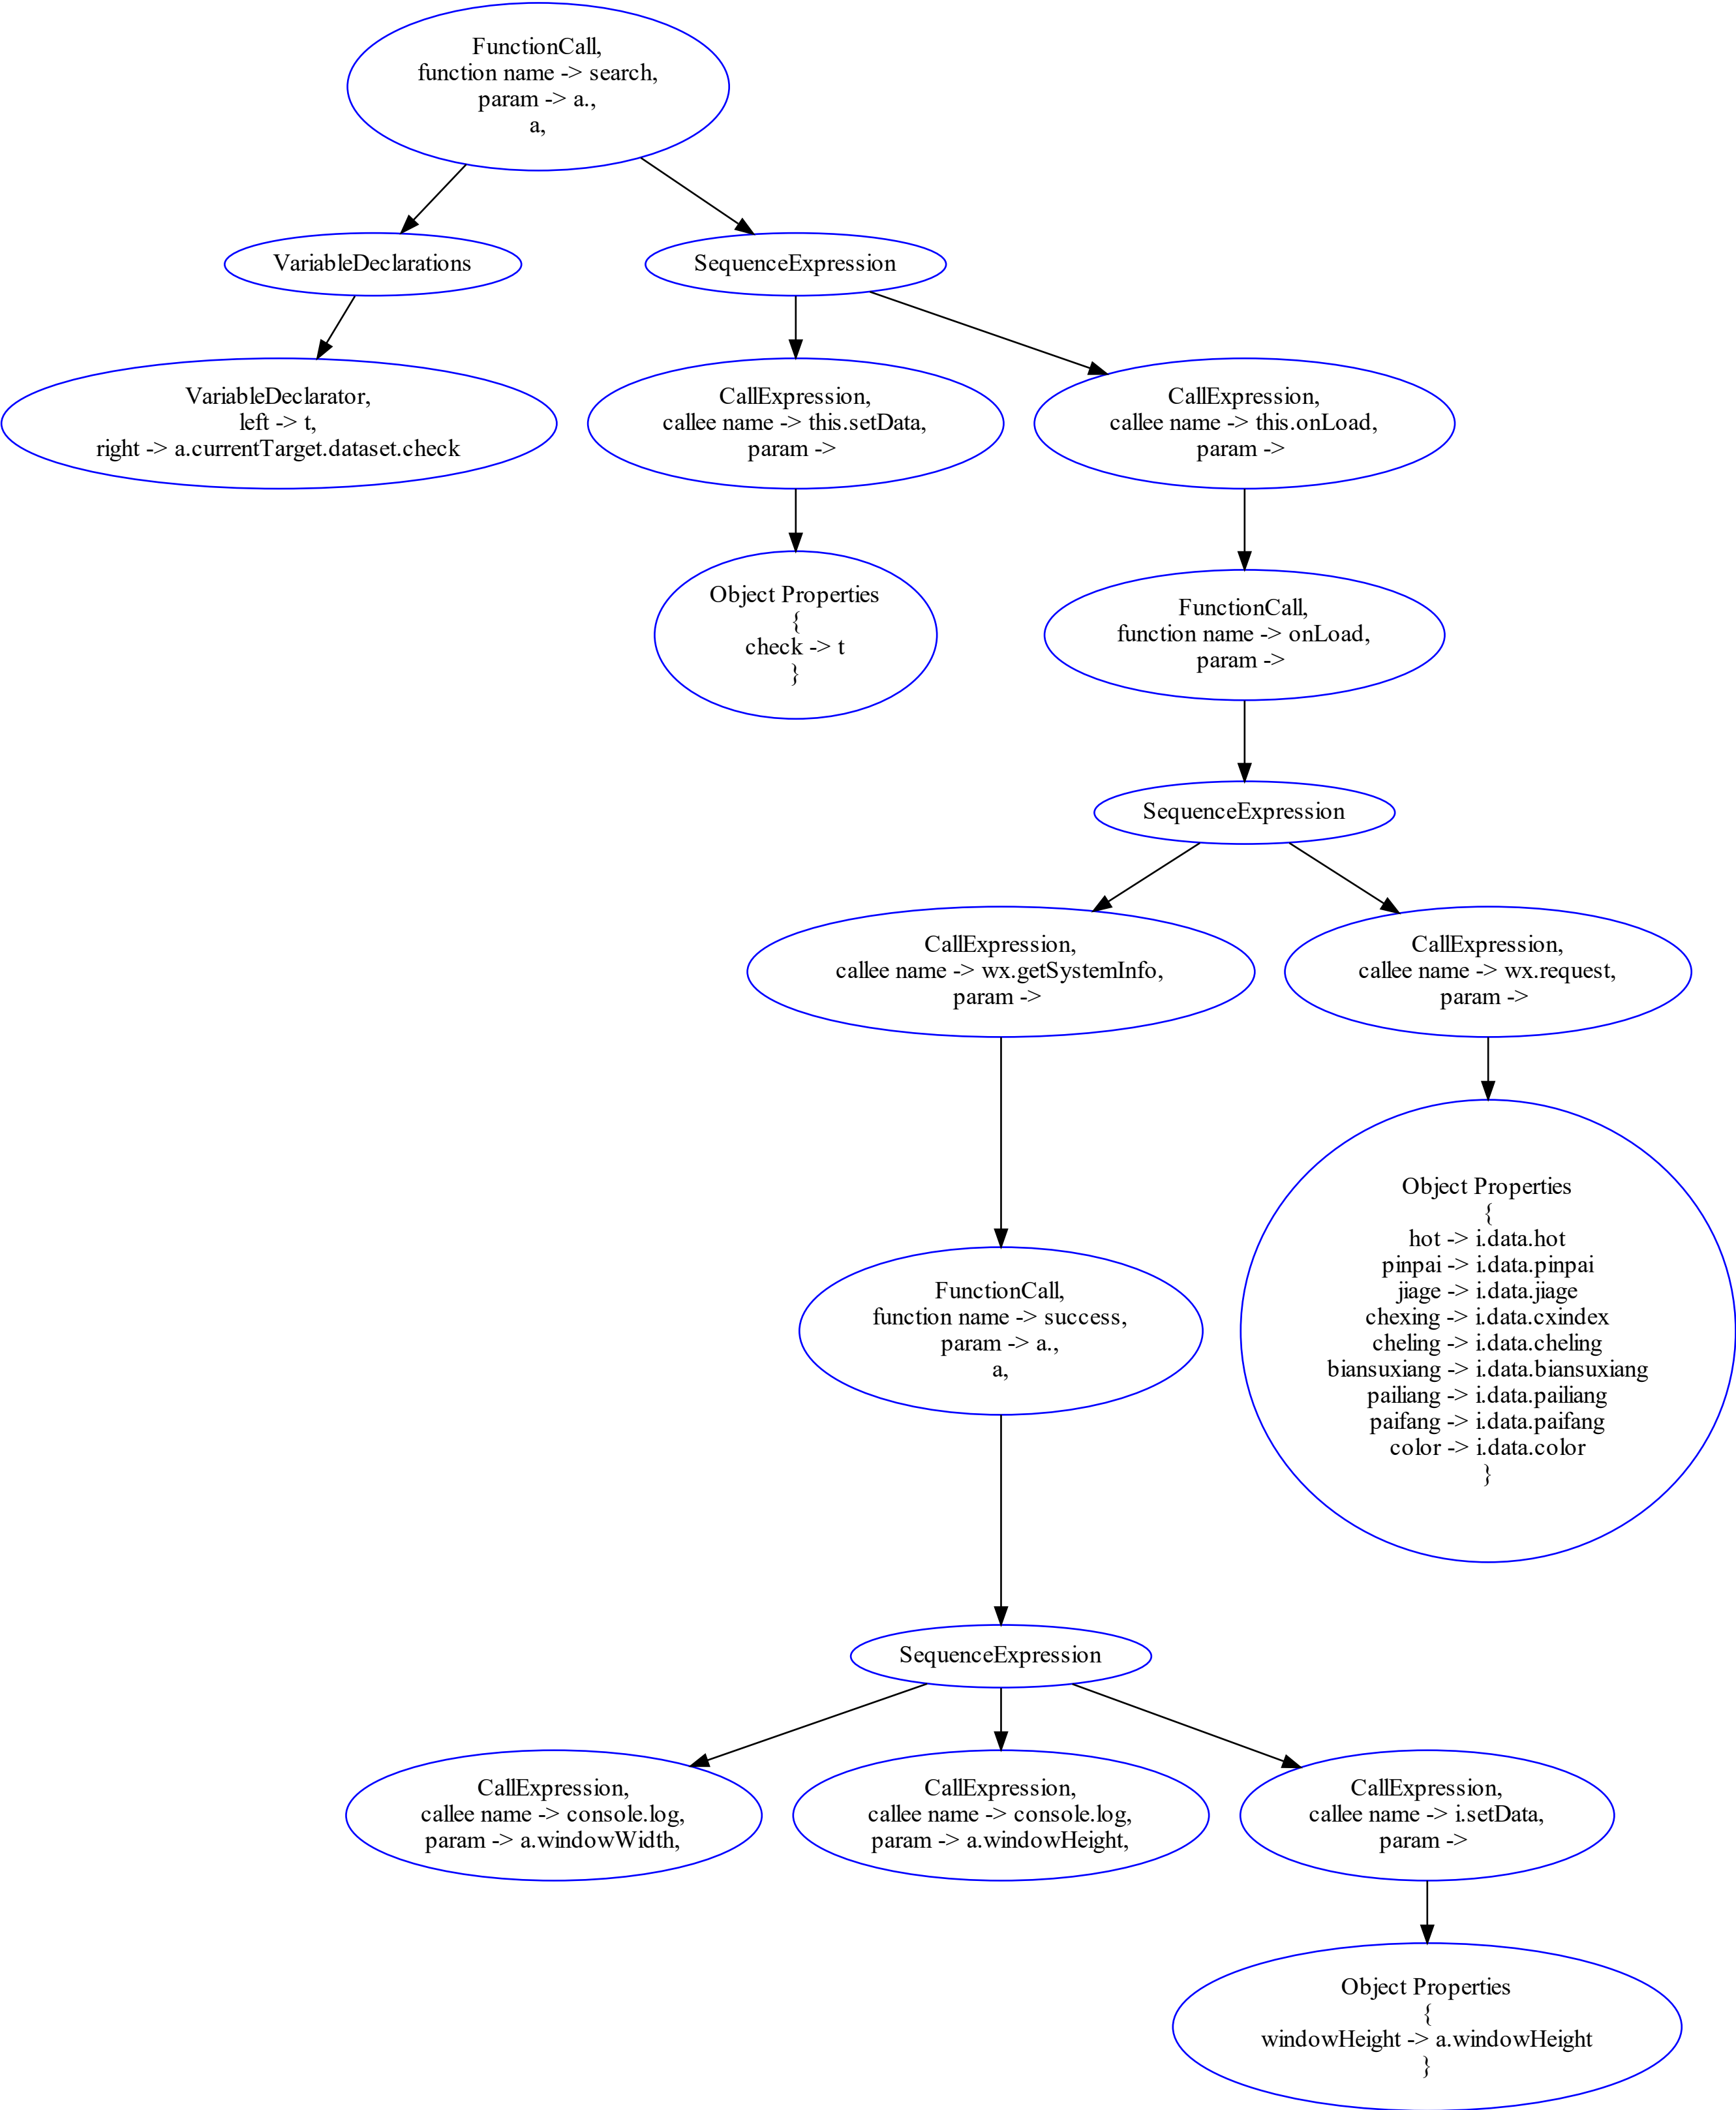 FunctionCall,
function name -> search,
param -> a.,
a,
VariableDeclarations
SequenceExpression
VariableDeclarator,
left -> t,
right -> a.currentTarget.dataset.check
CallExpression,
callee name -> this.setData,
param ->
CallExpression,
callee name -> this.onLoad,
param ->
Object Properties
{
check -> t
}
FunctionCall,
function name -> onLoad,
param ->
SequenceExpression
CallExpression,
callee name -> wx.getSystemInfo,
param ->
CallExpression,
callee name -> wx.request,
param ->
FunctionCall,
function name -> success,
param -> a.,
a,
Object Properties
{
hot -> i.data.hot
pinpai -> i.data.pinpai
jiage -> i.data.jiage
chexing -> i.data.cxindex
cheling -> i.data.cheling
biansuxiang -> i.data.biansuxiang
pailiang -> i.data.pailiang
paifang -> i.data.paifang
color -> i.data.color
}
SequenceExpression
CallExpression,
callee name -> console.log,
param -> a.windowWidth,
CallExpression,
callee name -> console.log,
param -> a.windowHeight,
CallExpression,
callee name -> i.setData,
param ->
Object Properties
{
windowHeight -> a.windowHeight
}